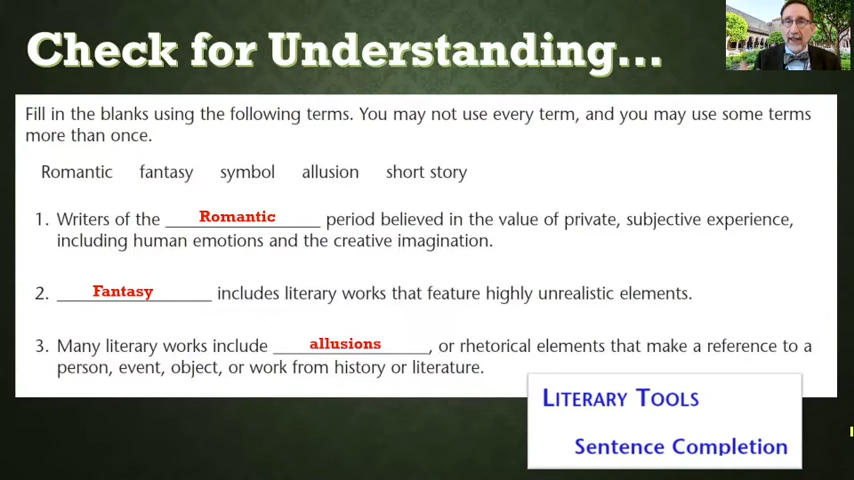 Check for Understanding...
Fill in the blanks using the following terms. You may not use every term, and you may use some terms
more than once.
Romantic fantasy symbol allusion short story
1. Writers of the Romantic period believed in the value of private, subjective experience,
including human emotions and the creative imagination.
2. Fantasy includes literary works that feature highly unrealistic elements.
3. Many literary works include allusions, or rhetorical elements that make a reference to a
person, event, object, or work from history or literature.
LITERARY TOOLS
Sentence Completion